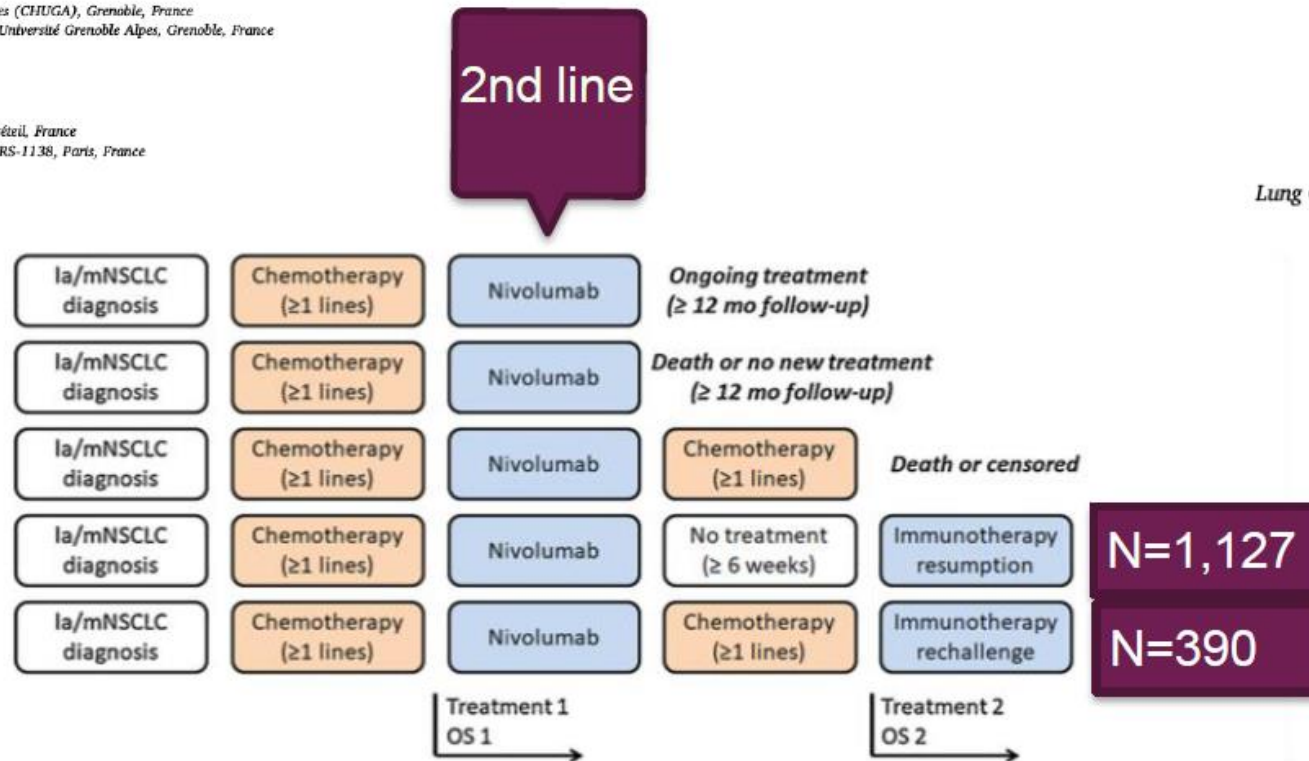 es (CHUGA), Grenoble, France
Université Grenoble Alpes, Grenoble, France
éteil, France
RS-1138, Paris, France
2nd line
Lung
la/mNSCLC
diagnosis
Chemotherapy
(≥1 lines)
Nivolumab
Ongoing treatment
(≥ 12 mo follow-up)
la/mNSCLC
diagnosis
Chemotherapy
(≥1 lines)
Nivolumab
Death or no new treatment
(≥ 12 mo follow-up)
la/mNSCLC
diagnosis
Chemotherapy
(≥1 lines)
Nivolumab
Chemotherapy
(≥1 lines)
Death or censored
la/mNSCLC
diagnosis
Chemotherapy
(≥1 lines)
Nivolumab
No treatment
(≥ 6 weeks)
Immunotherapy
resumption
N=1,127
la/mNSCLC
diagnosis
Chemotherapy
(≥1 lines)
Nivolumab
Chemotherapy
(≥1 lines)
Immunotherapy
rechallenge
N=390
Treatment 1
OS 1
Treatment 2
OS 2